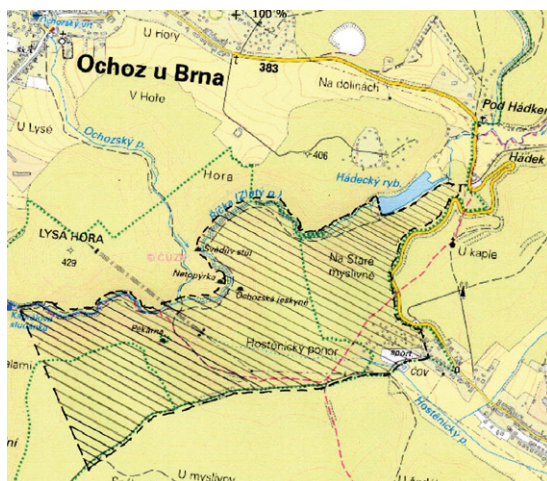 100 %
U Hory
Ochoz u Brna
383
Na dolinách
V Hoře
U Lysé
Ochozský p.
406
Pod Hádkem
Hádek
Hádecký ryb.
Hora
Říčka (Zlatý p.)
LYSÁ HORA
429
© ČÚZK
Švédův stůl
Na Staré
myslivně
U kaple
Netopýrka
Ochozská jeskyně
studánka
Pekárna
Hostěnický ponor
sport
ČOV
Hostěnický p.
U myslivny